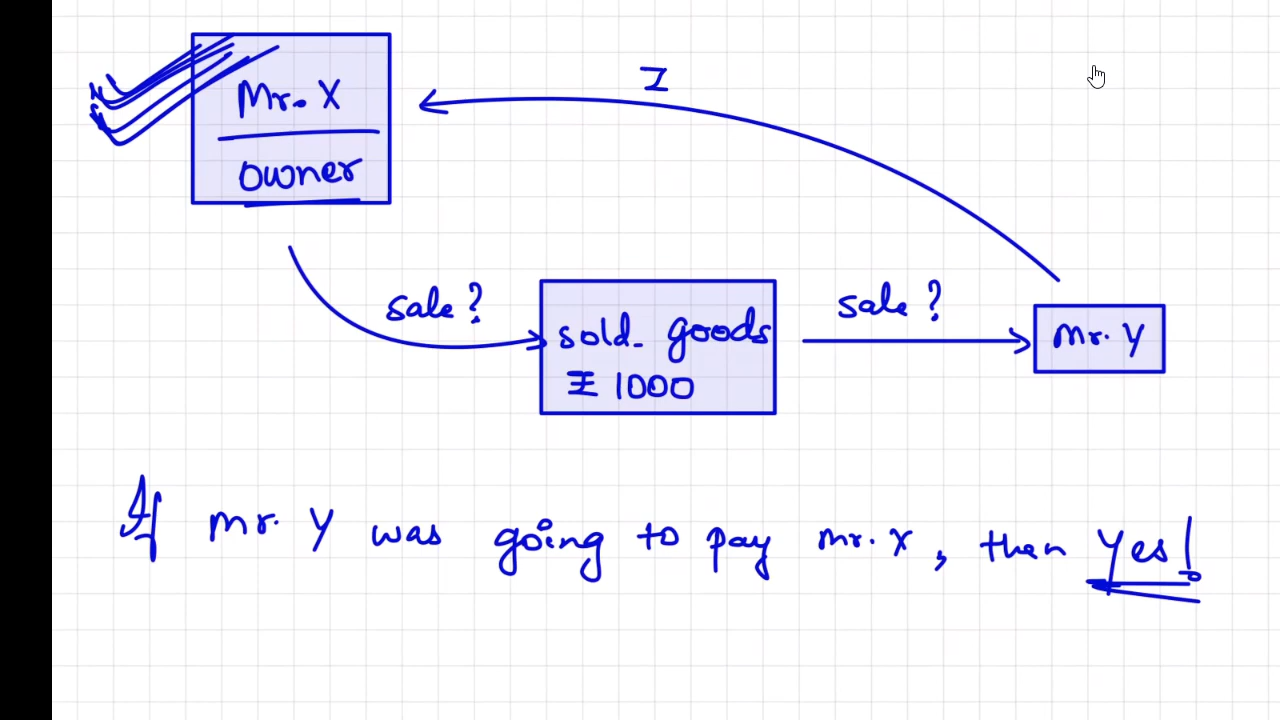 Mr. X
owner
I
sale?
sold goods
₹ 1000
sale?
Mr. Y
If Mr. Y was going to pay Mr. X, then Yes!